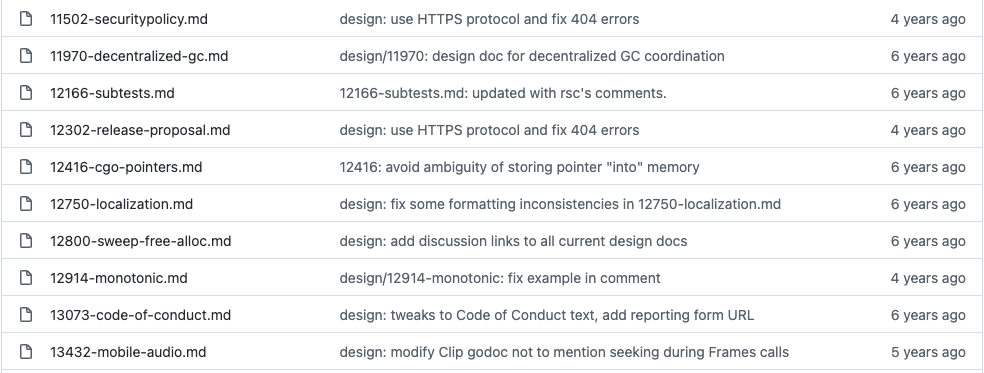 11502-securitypolicy.md design: use HTTPS protocol and fix 404 errors 4 years ago
11970-decentralized-gc.md design/11970: design doc for decentralized GC coordination 6 years ago
12166-subtests.md 12166-subtests.md: updated with rsc's comments. 6 years ago
12302-release-proposal.md design: use HTTPS protocol and fix 404 errors 4 years ago
12416-cgo-pointers.md 12416: avoid ambiguity of storing pointer "into" memory 6 years ago
12750-localization.md design: fix some formatting inconsistencies in 12750-localization.md 6 years ago
12800-sweep-free-alloc.md design: add discussion links to all current design docs 6 years ago
12914-monotonic.md design/12914-monotonic: fix example in comment 4 years ago
13073-code-of-conduct.md design: tweaks to Code of Conduct text, add reporting form URL 6 years ago
13432-mobile-audio.md design: modify Clip godoc not to mention seeking during Frames calls 5 years ago